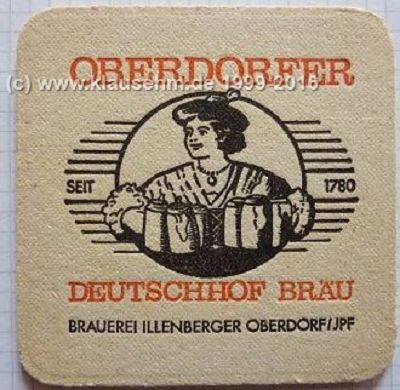 OBERDORFER
(c) www.klausehm.de 1999-2016
SEIT 1780
DEUTSCHHOF BRÄU
BRAUEREI ILLENBERGER OBERDORF/JPF